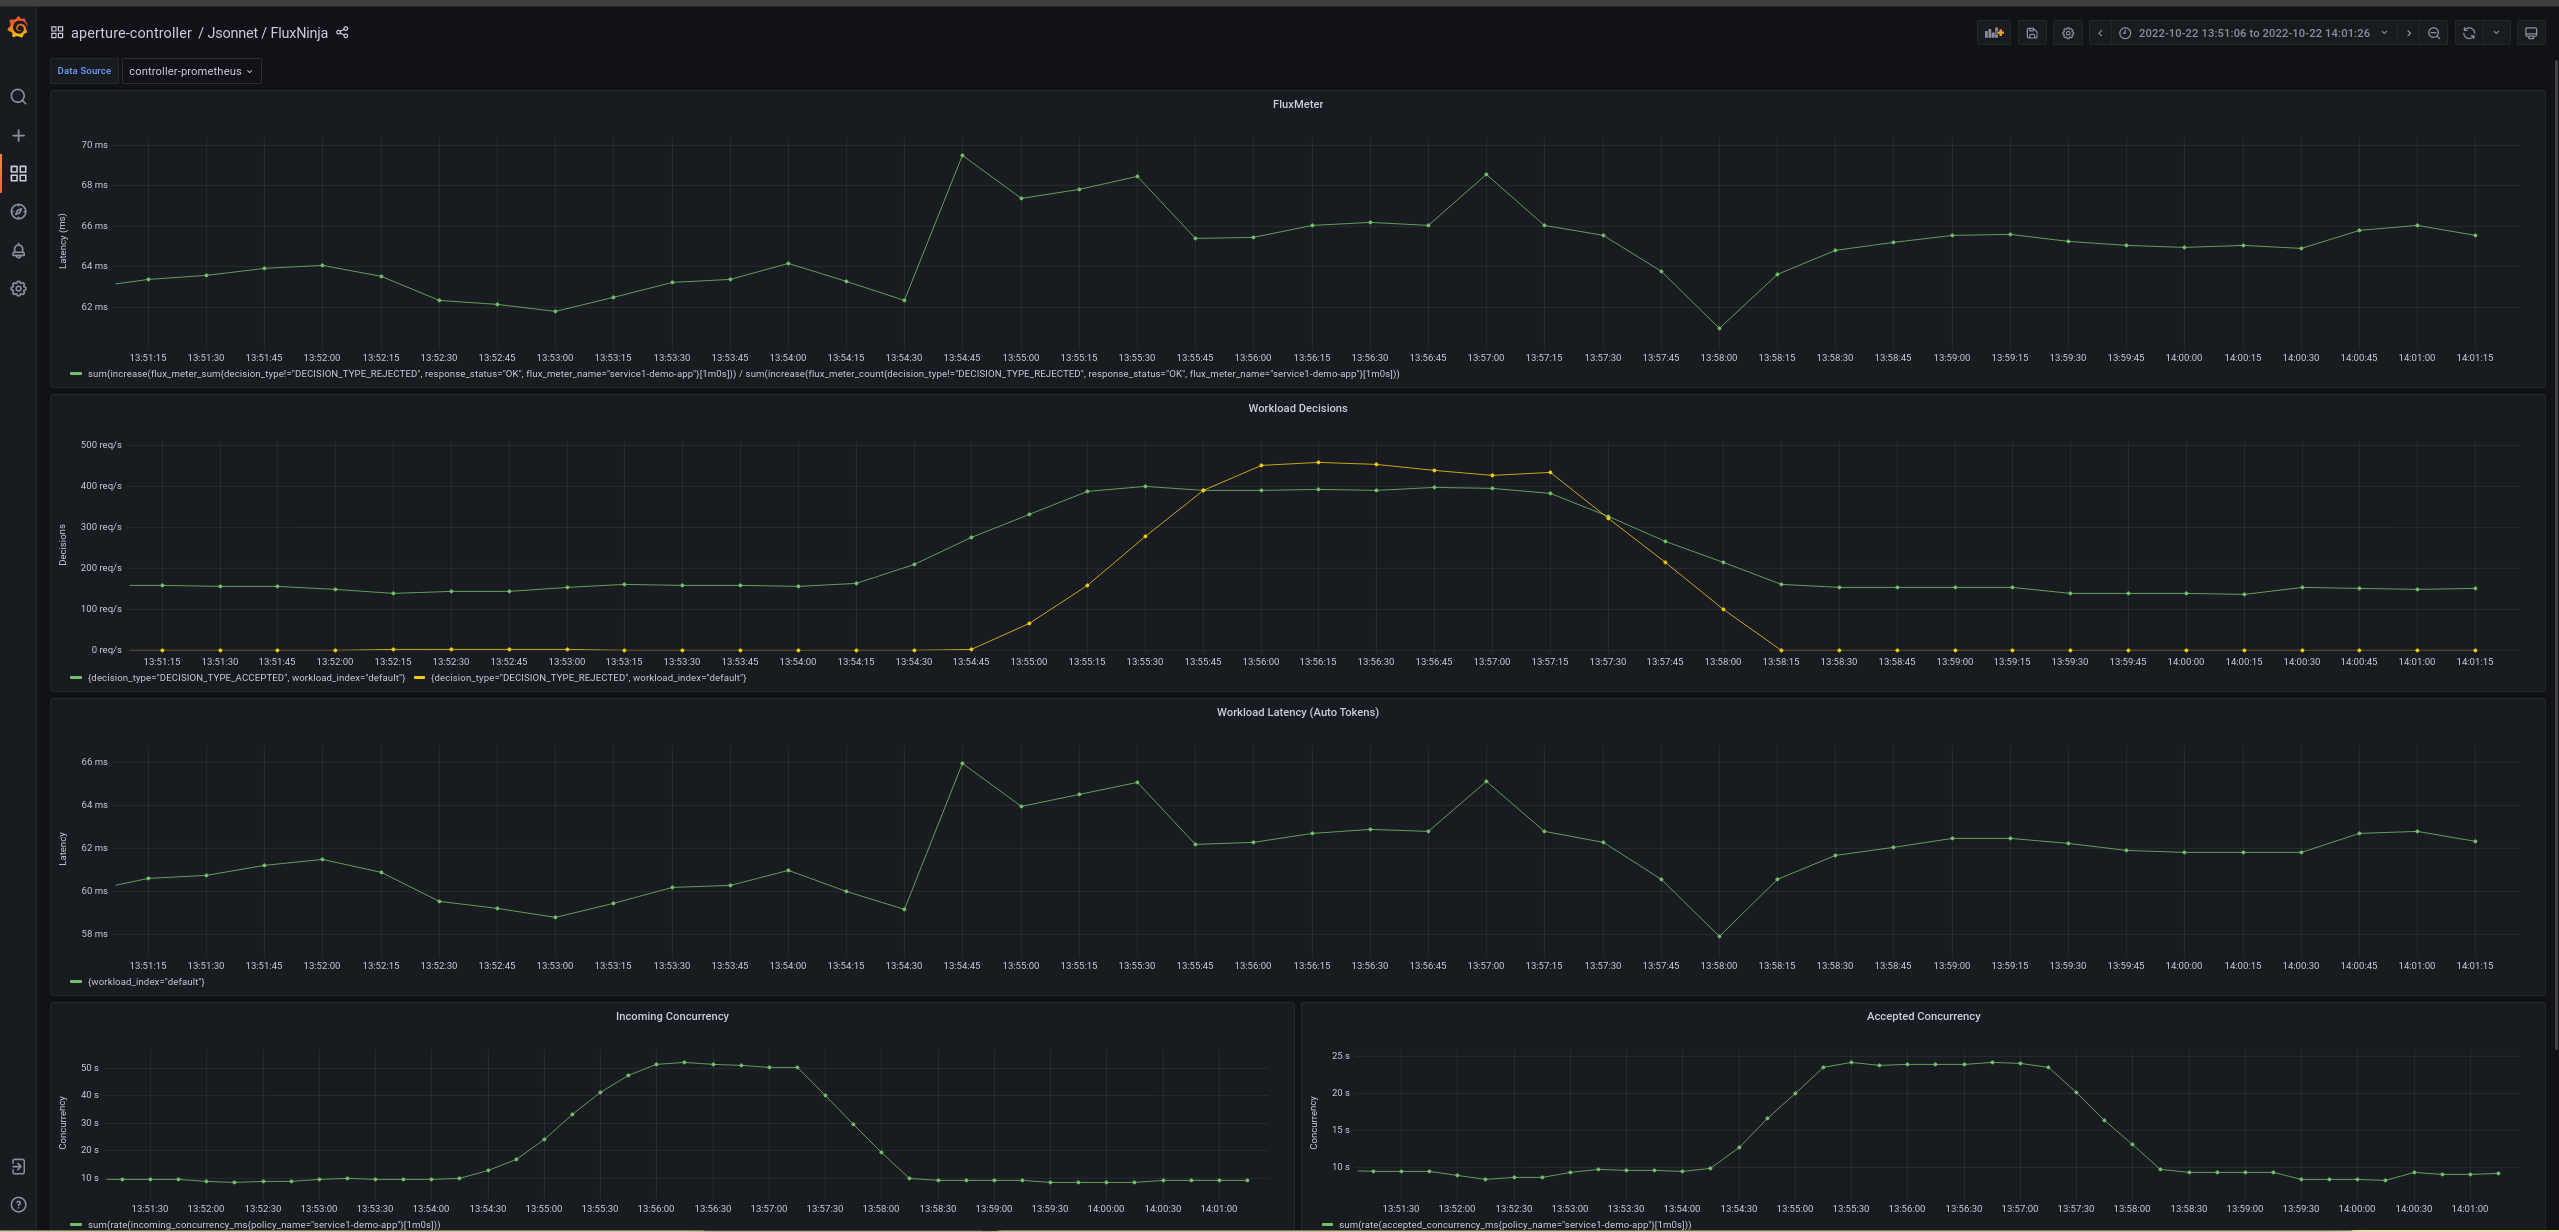 aperture-controller / Jsonnet / FluxNinja
2022-10-22 13:51:06 to 2022-10-22 14:01:26
Data Source controller-prometheus
FluxMeter
Latency (ms)
70 ms
68 ms
66 ms
64 ms
62 ms
13:51:15 13:51:30 13:51:45 13:52:00 13:52:15 13:52:30 13:52:45 13:53:00 13:53:15 13:53:30 13:53:45 13:54:00 13:54:15 13:54:30 13:54:45 13:55:00 13:55:15 13:55:30 13:55:45 13:56:00 13:56:15 13:56:30 13:56:45 13:57:00 13:57:15 13:57:30 13:57:45 13:58:00 13:58:15 13:58:30 13:58:45 13:59:00 13:59:15 13:59:30 13:59:45 14:00:00 14:00:15 14:00:30 14:00:45 14:01:00 14:01:15
sum(increase(flux_meter_sum{decision_type!="DECISION_TYPE_REJECTED", response_status="OK", flux_meter_name="service1-demo-app"}[1m0s])) / sum(increase(flux_meter_count{decision_type!="DECISION_TYPE_REJECTED", response_status="OK", flux_meter_name="service1-demo-app"}[1m0s]))
Workload Decisions
Decisions
500 req/s
400 req/s
300 req/s
200 req/s
100 req/s
0 req/s
13:51:15 13:51:30 13:51:45 13:52:00 13:52:15 13:52:30 13:52:45 13:53:00 13:53:15 13:53:30 13:53:45 13:54:00 13:54:15 13:54:30 13:54:45 13:55:00 13:55:15 13:55:30 13:55:45 13:56:00 13:56:15 13:56:30 13:56:45 13:57:00 13:57:15 13:57:30 13:57:45 13:58:00 13:58:15 13:58:30 13:58:45 13:59:00 13:59:15 13:59:30 13:59:45 14:00:00 14:00:15 14:00:30 14:00:45 14:01:00 14:01:15
{decision_type="DECISION_TYPE_ACCEPTED", workload_index="default"} {decision_type="DECISION_TYPE_REJECTED", workload_index="default"}
Workload Latency (Auto Tokens)
Latency
66 ms
64 ms
62 ms
60 ms
58 ms
13:51:15 13:51:30 13:51:45 13:52:00 13:52:15 13:52:30 13:52:45 13:53:00 13:53:15 13:53:30 13:53:45 13:54:00 13:54:15 13:54:30 13:54:45 13:55:00 13:55:15 13:55:30 13:55:45 13:56:00 13:56:15 13:56:30 13:56:45 13:57:00 13:57:15 13:57:30 13:57:45 13:58:00 13:58:15 13:58:30 13:58:45 13:59:00 13:59:15 13:59:30 13:59:45 14:00:00 14:00:15 14:00:30 14:00:45 14:01:00 14:01:15
{workload_index="default"}
Incoming Concurrency
Concurrency
50 s
40 s
30 s
20 s
10 s
13:51:30 13:52:00 13:52:30 13:53:00 13:53:30 13:54:00 13:54:30 13:55:00 13:55:30 13:56:00 13:56:30 13:57:00 13:57:30 13:58:00 13:58:30 13:59:00 13:59:30 14:00:00 14:00:30 14:01:00
sum(rate(incoming_concurrency_ms{policy_name="service1-demo-app"}[1m0s]))
Accepted Concurrency
Concurrency
25 s
20 s
15 s
10 s
13:51:30 13:52:00 13:52:30 13:53:00 13:53:30 13:54:00 13:54:30 13:55:00 13:55:30 13:56:00 13:56:30 13:57:00 13:57:30 13:58:00 13:58:30 13:59:00 13:59:30 14:00:00 14:00:30 14:01:00
sum(rate(accepted_concurrency_ms{policy_name="service1-demo-app"}[1m0s]))